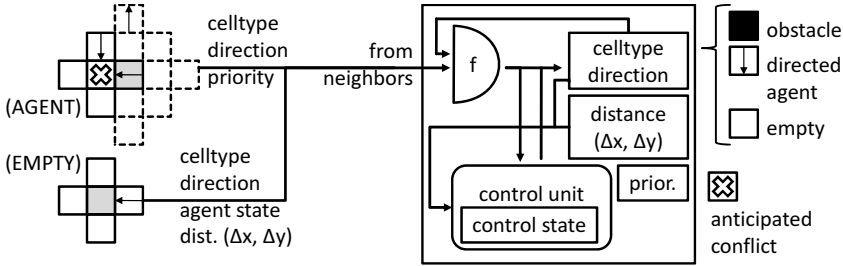 celltype
direction
priority
(AGENT)
(EMPTY)
celltype
direction
agent state
dist. (Δx, Δy)
from
neighbors
f
celltype
direction
distance
(Δx, Δy)
prior.
control unit
control state
obstacle
directed
agent
empty
anticipated
conflict